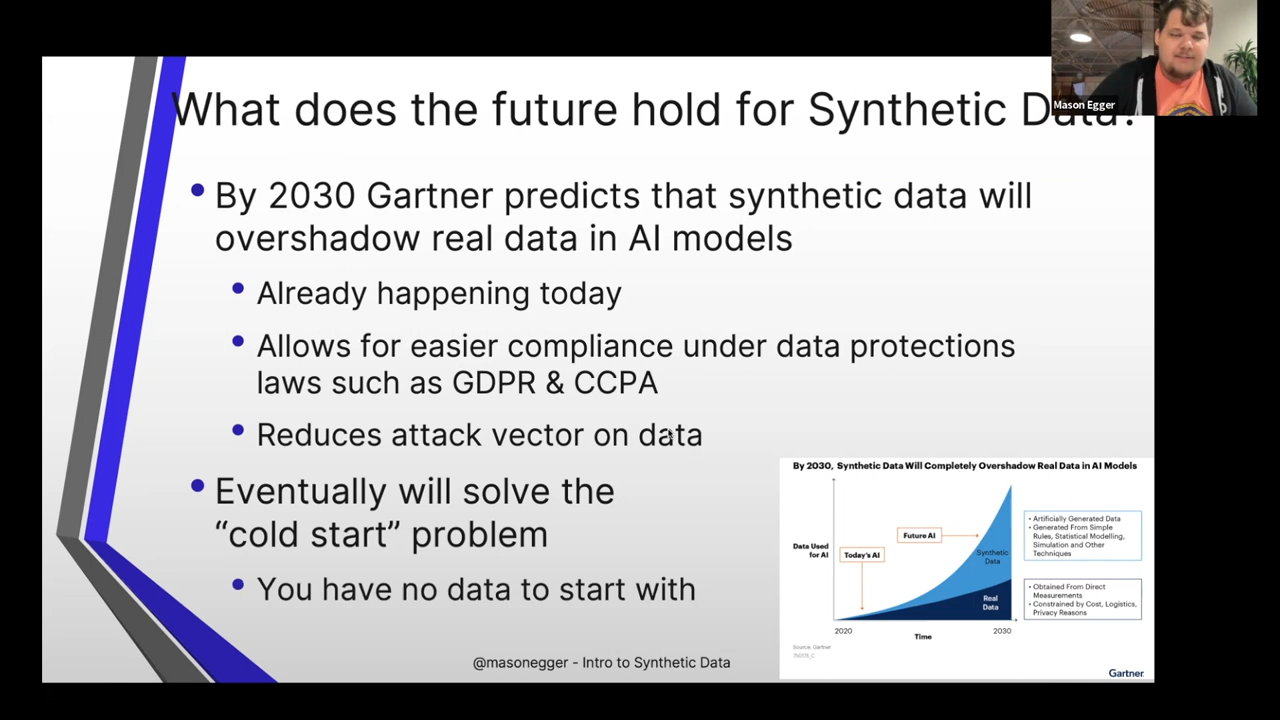 What does the future hold for Synthetic Data?
Mason Egger
• By 2030 Gartner predicts that synthetic data will
overshadow real data in AI models
• Already happening today
• Allows for easier compliance under data protections
laws such as GDPR & CCPA
• Reduces attack vector on data
• Eventually will solve the
“cold start” problem
• You have no data to start with
By 2030, Synthetic Data Will Completely Overshadow Real Data in AI Models
Data Used
for AI
Today's AI
Future AI
Synthetic
Data
Real
Data
2020
2030
Time
• Artificially Generated Data
• Generated From Simple
Rules, Statistical Modelling,
Simulation and Other
Techniques
• Obtained From Direct
Measurements
• Constrained by Cost, Logistics,
Privacy Reasons
Source: Gartner
Gartner
@masonegger - Intro to Synthetic Data